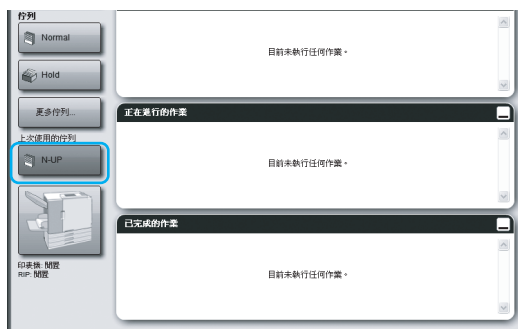 佇列
Normal
Hold
更多佇列...
上次使用的佇列
N-UP
印表機: 閒置
RIP: 閒置
目前未執行任何作業。
正在進行的作業
目前未執行任何作業。
已完成的作業
目前未執行任何作業。